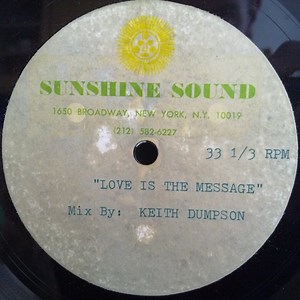 SUNSHINE SOUND
1650 BROADWAY, NEW YORK, N.Y. 10019
(212) 582-6227
33 1/3 RPM
"LOVE IS THE MESSAGE"
Mix By: KEITH DUMPSON